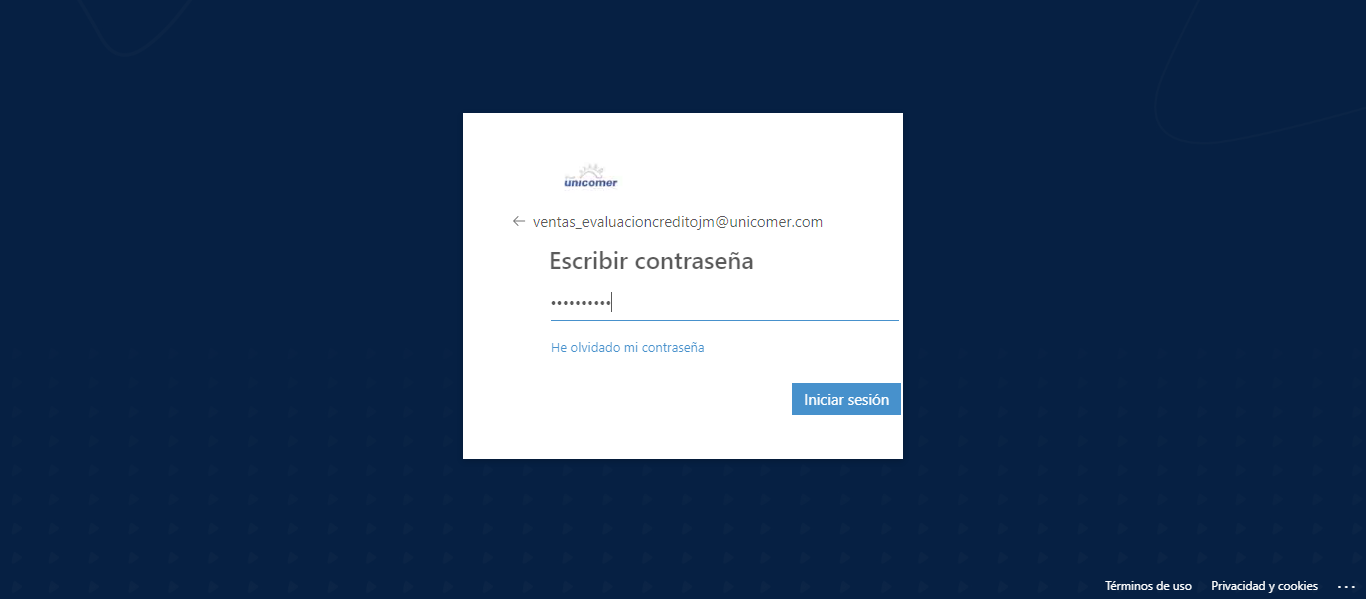 unicomer
ventas_evaluacioncreditojm@unicomer.com
Escribir contraseña
••••••••••
He olvidado mi contraseña
Iniciar sesión
Términos de uso Privacidad y cookies ...